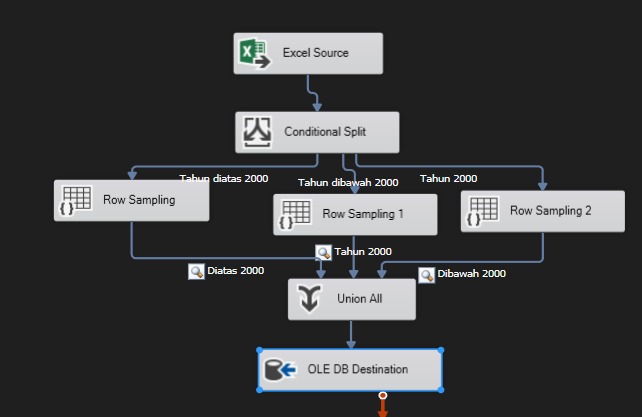 Excel Source
Conditional Split
Tahun diatas 2000
Tahun dibawah 2000
Tahun 2000
Row Sampling
Row Sampling 1
Row Sampling 2
Tahun 2000
Diatas 2000
Dibawah 2000
Union All
OLE DB Destination